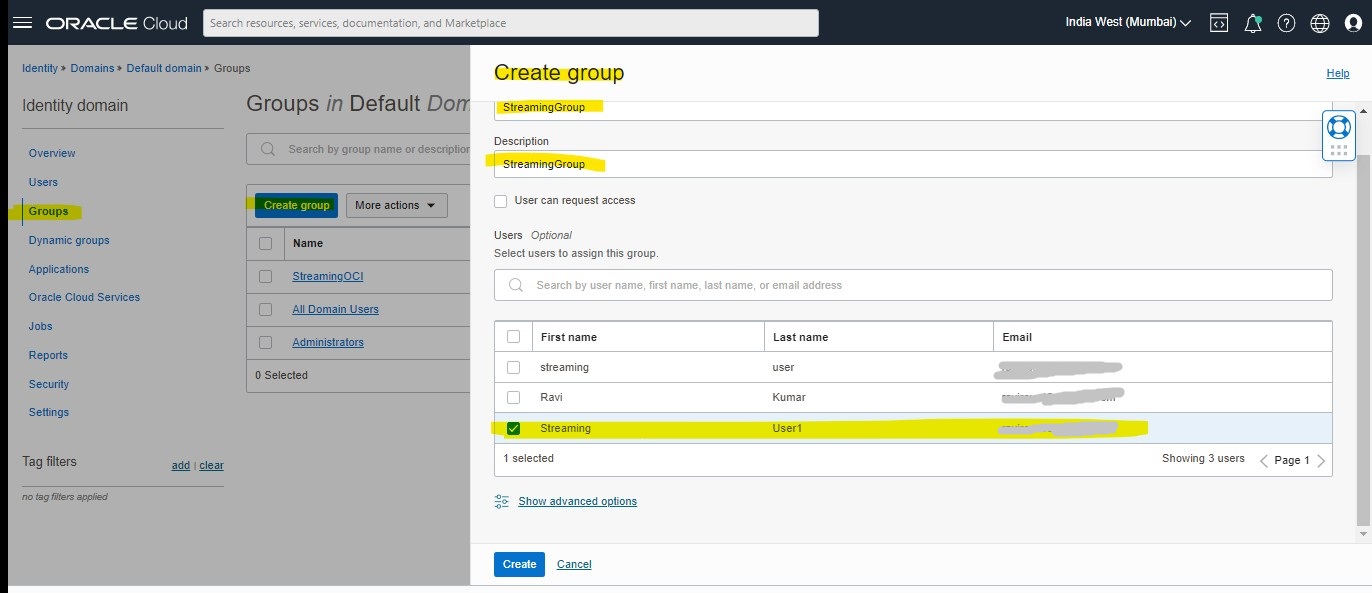 ORACLE Cloud
Search resources, services, documentation, and Marketplace
India West (Mumbai)
Identity » Domains » Default domain » Groups
Identity domain
Overview
Users
Groups
Dynamic groups
Applications
Oracle Cloud Services
Jobs
Reports
Security
Settings
Tag filters
add | clear
no tag filters applied
Groups in Default Dom
Search by group name or description
Create group
More actions
Name
StreamingOCI
All Domain Users
Administrators
0 Selected
Create group
Help
StreamingGroup
Description
StreamingGroup
User can request access
Users Optional
Select users to assign this group.
Search by user name, first name, last name, or email address
First name Last name Email
streaming user
Ravi Kumar
Streaming User1
1 selected
Showing 3 users
Page 1
Show advanced options
Create
Cancel